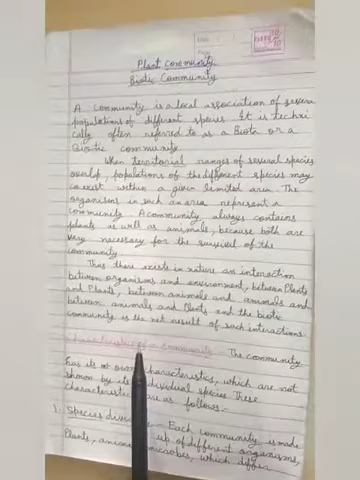 Plant Community
Biotic Community
A community is a local association of severa
populations of different species. It is techni
cally often referred to as a Biota or a
Biotic community
When territorial ranges of several species
overlap, populations of the different species may
co exist within a given limited area. The
organisms in such an area represent a
community. A community always contains
plants as well as animals, because both are
very necessary for the survival of the
community.
Thus there exists in nature an interaction
between organisms and environment, between Plants
and Plants, between animals and animals and
between animals and Plants and the biotic
community is the net result of such interactions
Characteristics of a Community - The community
has its own characteristics, which are not
shown by its individual species These
characteristics are as follows.-
1. Species - Each community is made
up of different organisms,
Plants, which differ